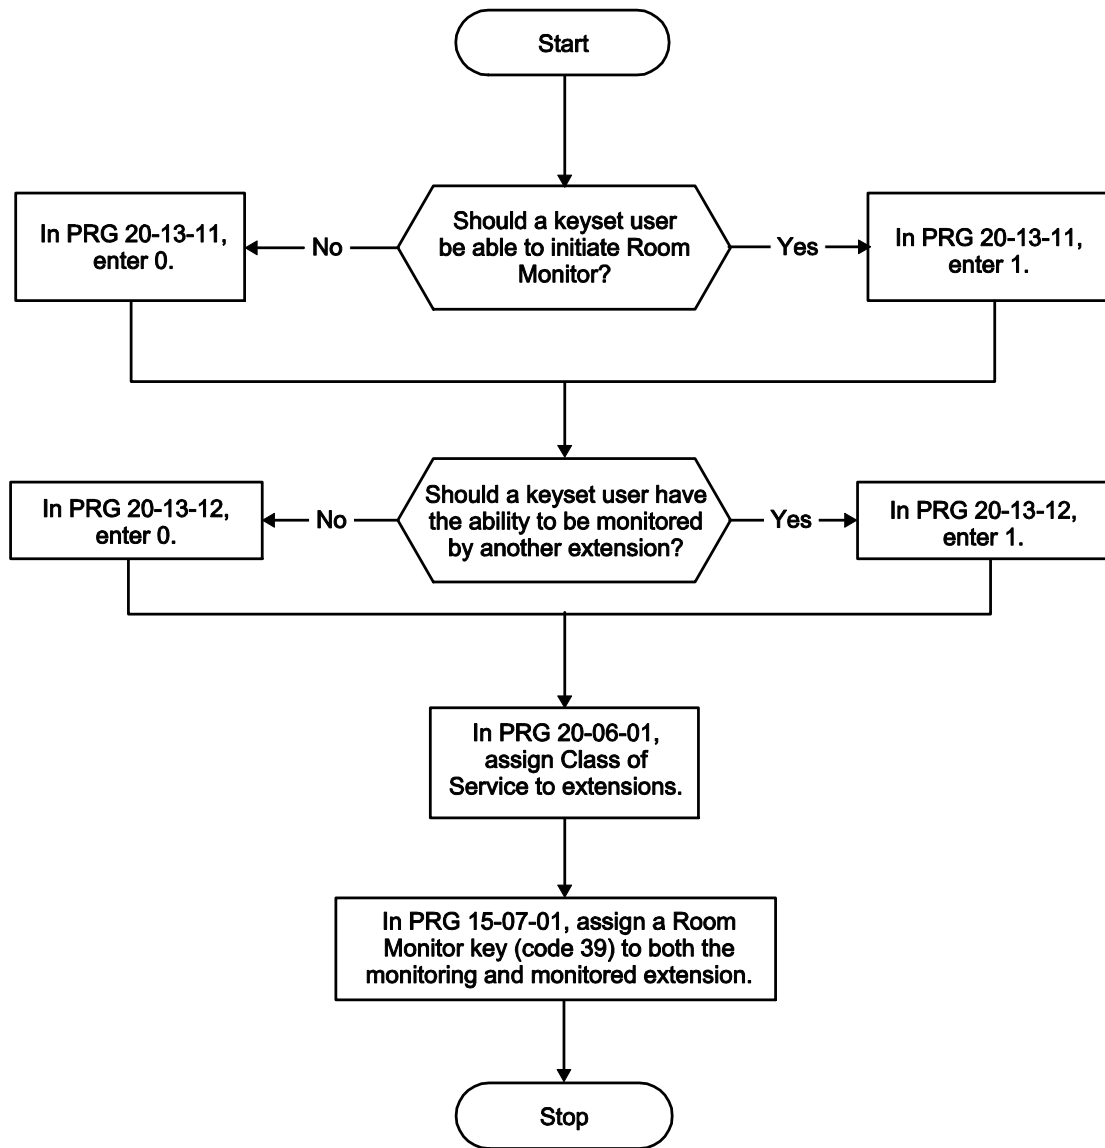 Start
Should a keyset user
be able to initiate Room
Monitor?
No
Yes
In PRG 20-13-11,
enter 0.
In PRG 20-13-11,
enter 1.
Should a keyset user have
the ability to be monitored
by another extension?
No
Yes
In PRG 20-13-12,
enter 0.
In PRG 20-13-12,
enter 1.
In PRG 20-06-01,
assign Class of
Service to extensions.
In PRG 15-07-01, assign a Room
Monitor key (code 39) to both the
monitoring and monitored extension.
Stop